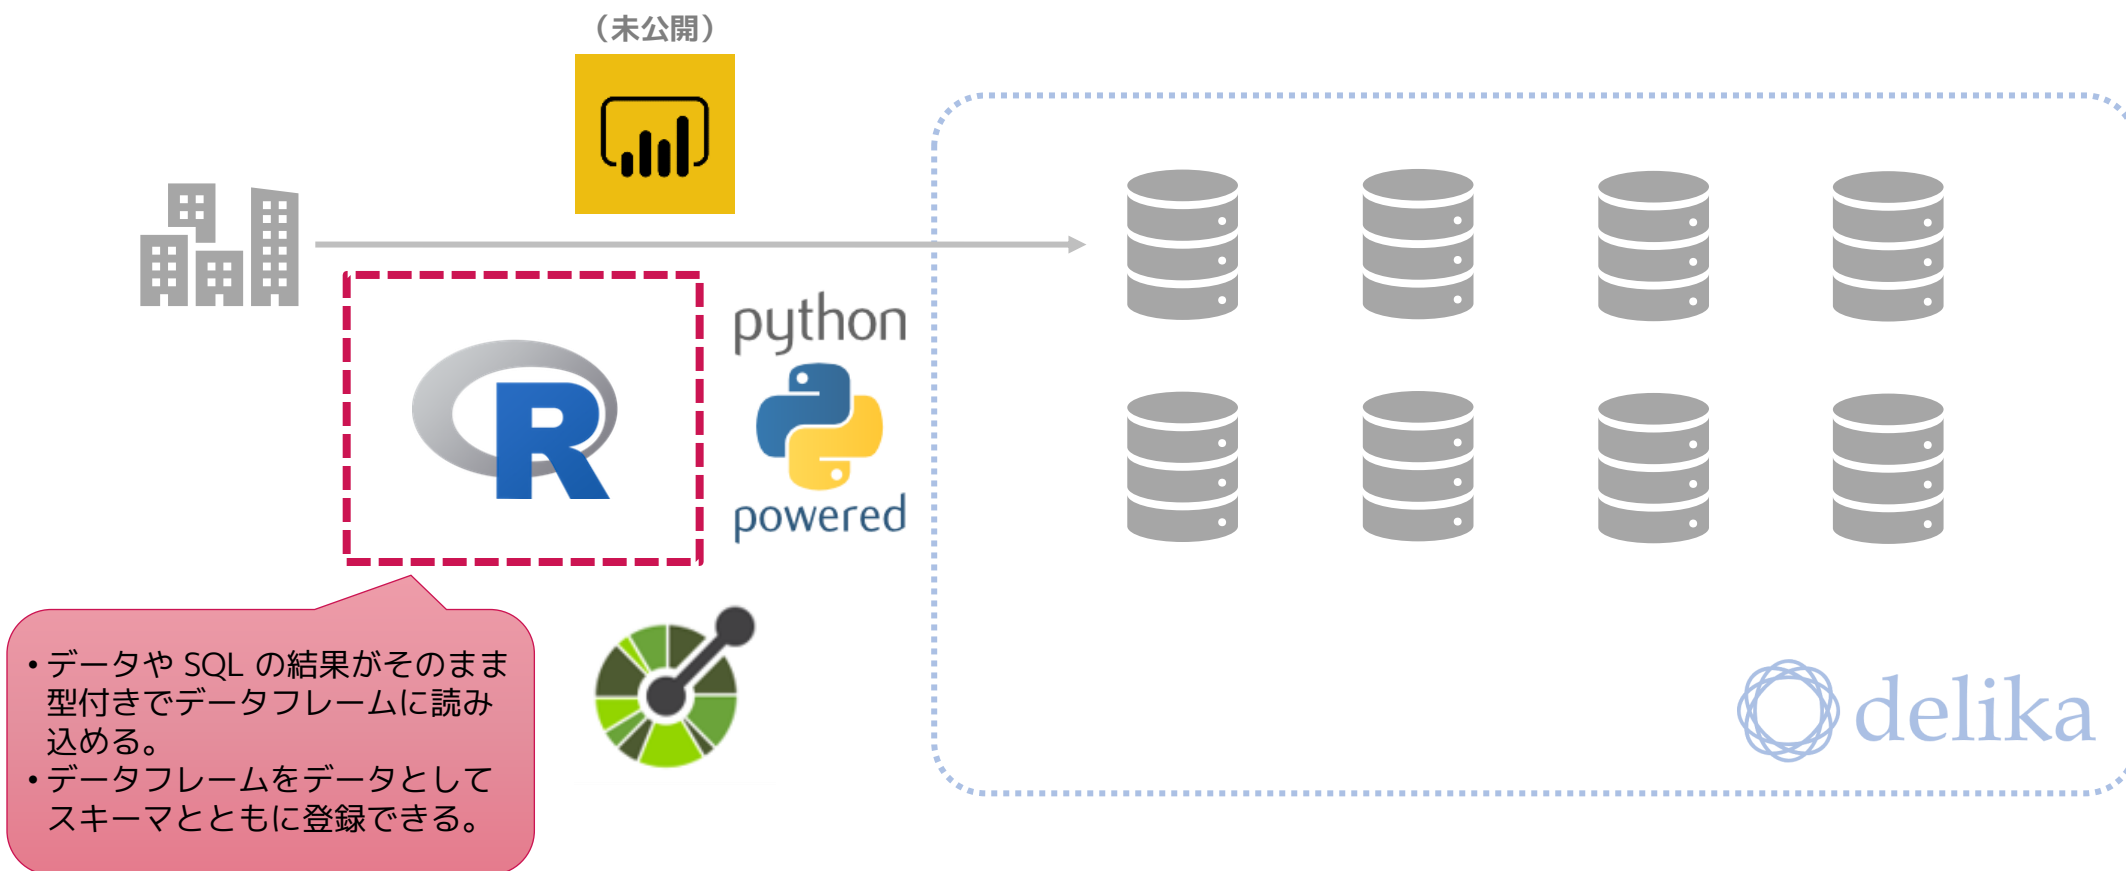 （未公開）
python
powered
R
・データや SQL の結果がそのまま
型付きでデータフレームに読み
込める。
・データフレームをデータとして
スキーマとともに登録できる。
delika